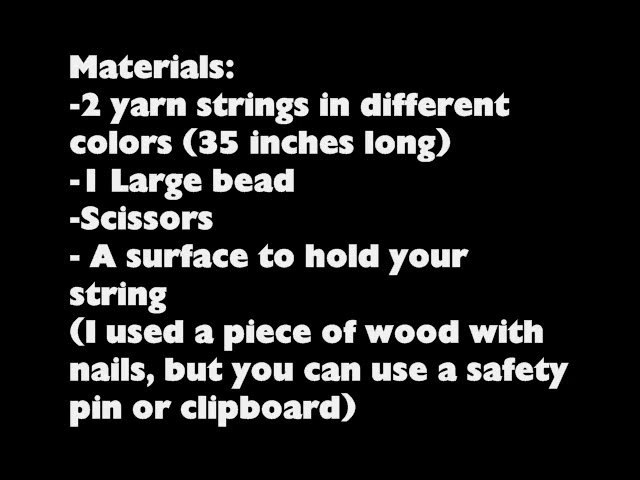 Materials:
-2 yarn strings in different
colors (35 inches long)
-1 Large bead
-Scissors
- A surface to hold your
string
(I used a piece of wood with
nails, but you can use a safety
pin or clipboard)